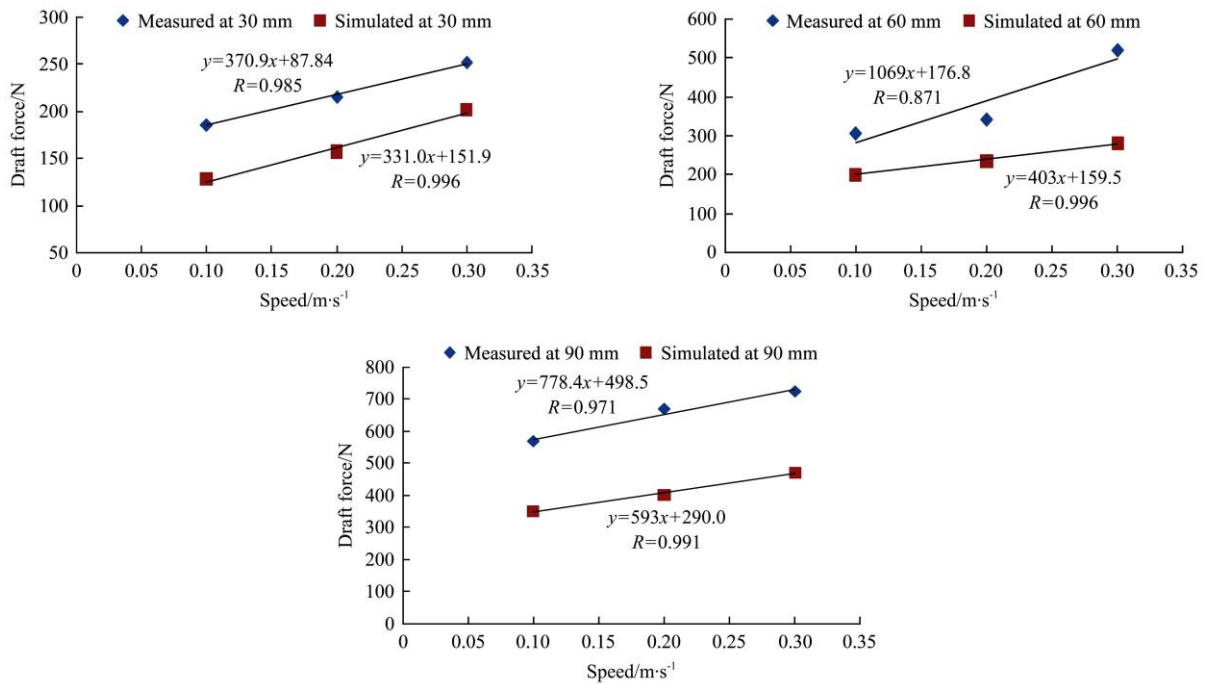 Measured at 30 mm Simulated at 30 mm
300
250
200
150
100
50
Draft force/N
y=370.9x+87.84
R=0.985
y=331.0x+151.9
R=0.996
0 0.05 0.10 0.15 0.20 0.25 0.30 0.35
Speed/m·s⁻¹
Measured at 60 mm Simulated at 60 mm
600
500
400
300
200
100
0
Draft force/N
y=1069x+176.8
R=0.871
y=403x+159.5
R=0.996
0 0.05 0.10 0.15 0.20 0.25 0.30 0.35
Speed/m·s⁻¹
Measured at 90 mm Simulated at 90 mm
800
700
600
500
400
300
200
100
0
Draft force/N
y=778.4x+498.5
R=0.971
y=593x+290.0
R=0.991
0 0.05 0.10 0.15 0.20 0.25 0.30 0.35
Speed/m·s⁻¹